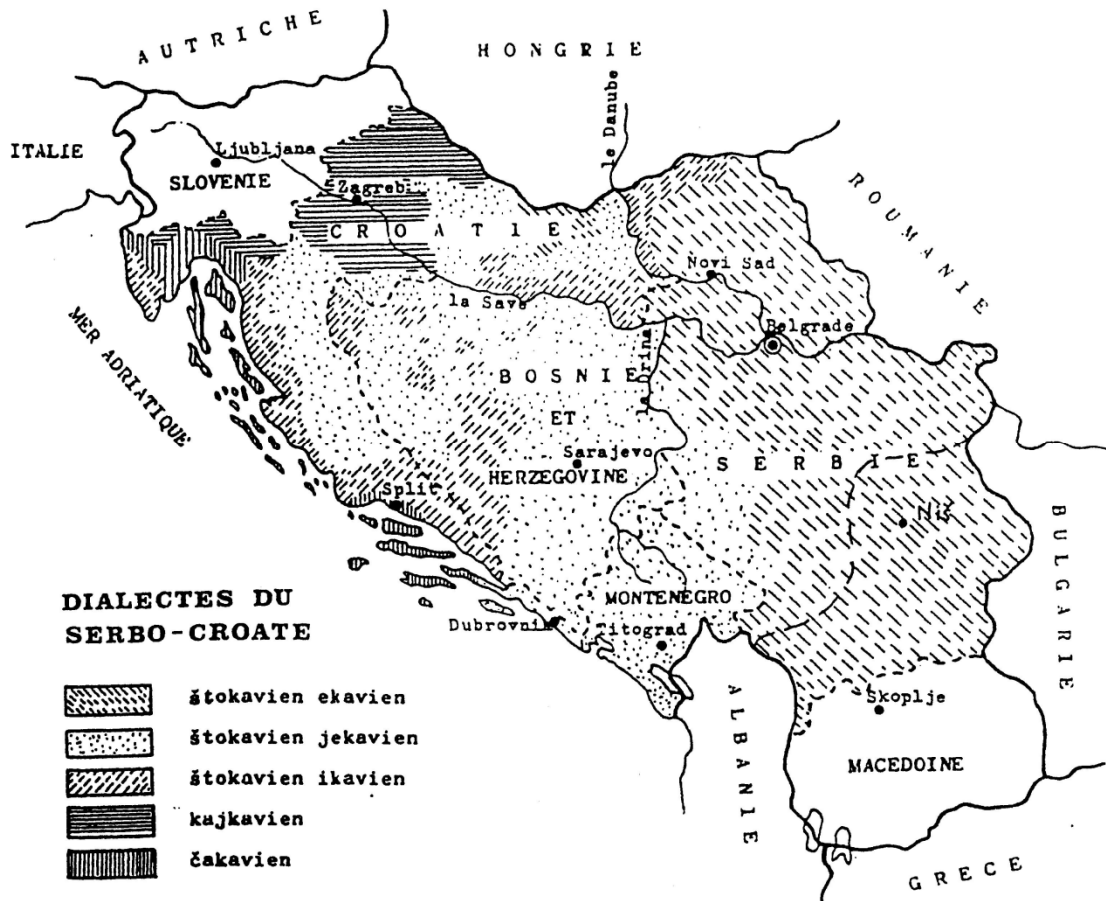 AUTRICHE
HONGRIE
le Danube
ITALIE
Ljubljana
SLOVENIE
Zagreb
CROATIE
ROUMANIE
Novi Sad
la Save
Belgrade
la Drina
MER ADRIATIQUE
BOSNIE
ET
HERZEGOVINE
Sarajevo
SERBIE
Split
Niš
BULGARIE
MONTENEGRO
Dubrovnik
Titograd
Skoplje
ALBANIE
MACEDOINE
GRECE
DIALECTES DU
SERBO-CROATE
štokavien ekavien
štokavien jekavien
štokavien ikavien
kajkavien
čakavien